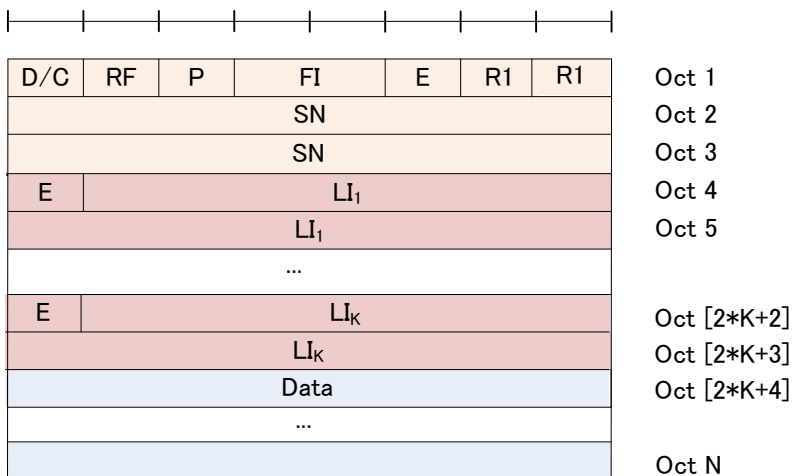 D/C RF P FI E R1 R1 Oct 1
SN Oct 2
SN Oct 3
E LI₁ Oct 4
LI₁ Oct 5
...
E LIK Oct [2*K+2]
LIK Oct [2*K+3]
Data Oct [2*K+4]
...
Oct N